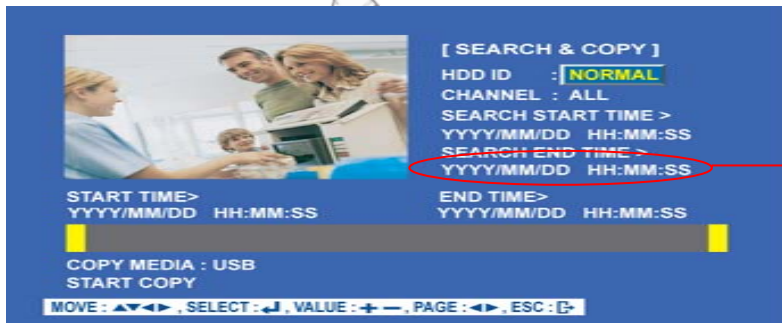 [ SEARCH & COPY ]
HDD ID : NORMAL
CHANNEL : ALL
SEARCH START TIME >
YYYY/MM/DD HH:MM:SS
SEARCH END TIME >
YYYY/MM/DD HH:MM:SS
START TIME>
YYYY/MM/DD HH:MM:SS
END TIME>
YYYY/MM/DD HH:MM:SS
COPY MEDIA : USB
START COPY
MOVE : ▲▼◄► , SELECT : ↵ , VALUE : + — , PAGE : ◄► , ESC :